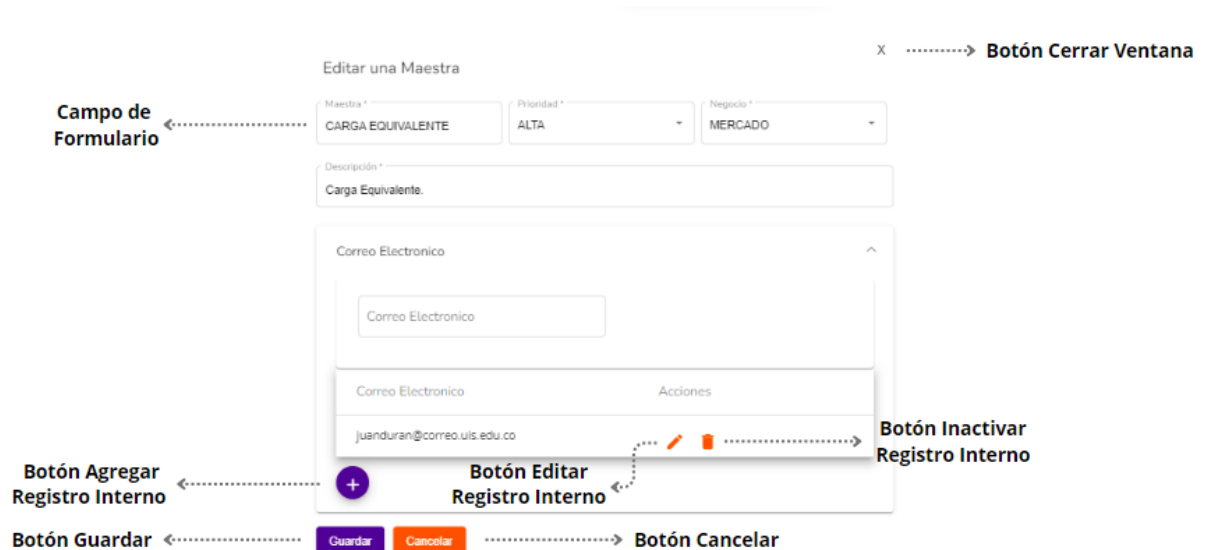 X
Botón Cerrar Ventana
Editar una Maestra
Campo de
Formulario
Maestra *
CARGA EQUIVALENTE
Prioridad *
ALTA
Negocio *
MERCADO
Descripción *
Carga Equivalente.
Correo Electronico
Correo Electronico
Correo Electronico
Acciones
juanduran@correo.uis.edu.co
Botón Inactivar
Registro Interno
Botón Agregar
Registro Interno
Botón Editar
Registro Interno
Botón Guardar
Guardar
Cancelar
Botón Cancelar